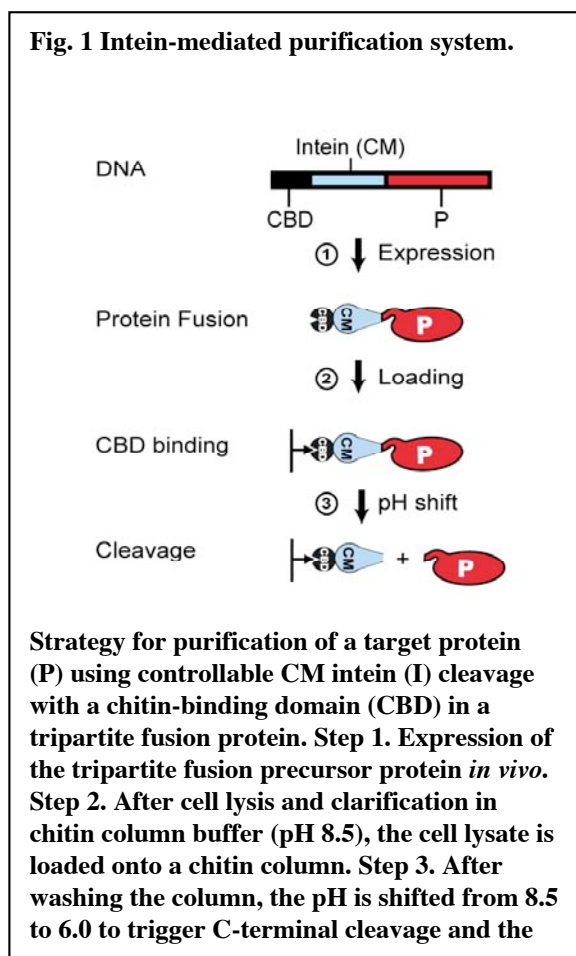 Fig. 1 Intein-mediated purification system.
Intein (CM)
DNA
CBD P
① Expression
Protein Fusion
CBD CM P
② Loading
CBD binding
CBD CM P
③ pH shift
Cleavage
CBD CM + P
Strategy for purification of a target protein
(P) using controllable CM intein (I) cleavage
with a chitin-binding domain (CBD) in a
tripartite fusion protein. Step 1. Expression of
the tripartite fusion precursor protein in vivo.
Step 2. After cell lysis and clarification in
chitin column buffer (pH 8.5), the cell lysate is
loaded onto a chitin column. Step 3. After
washing the column, the pH is shifted from 8.5
to 6.0 to trigger C-terminal cleavage and the